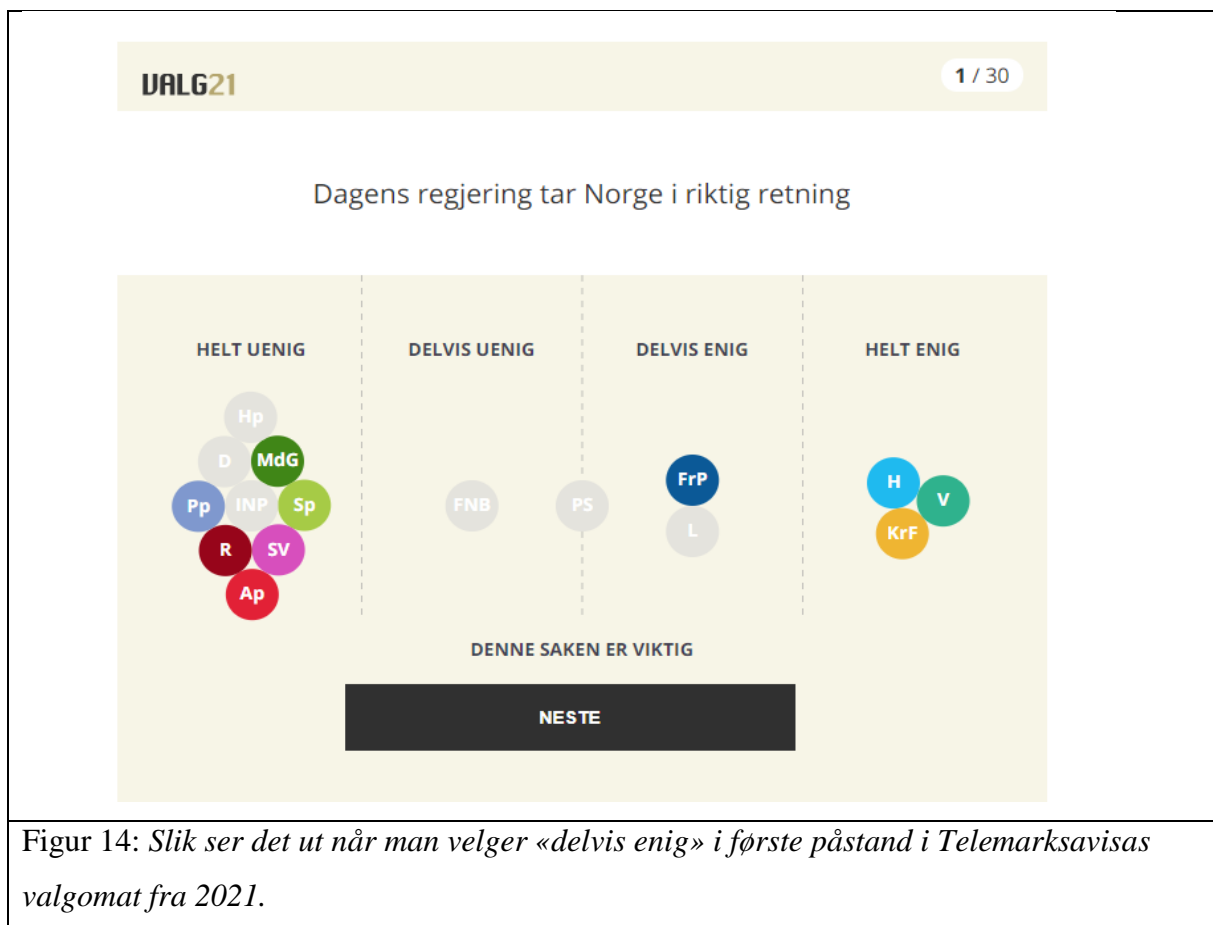 VALG21
1 / 30
Dagens regjering tar Norge i riktig retning
HELT UENIG
DELVIS UENIG
DELVIS ENIG
HELT ENIG
Hp
D
MdG
Pp
INP
Sp
R
SV
Ap
FNB
PS
FrP
L
H
V
KrF
DENNE SAKEN ER VIKTIG
NESTE
Figur 14: Slik ser det ut når man velger «delvis enig» i første påstand i Telemarksavisas
valgomat fra 2021.